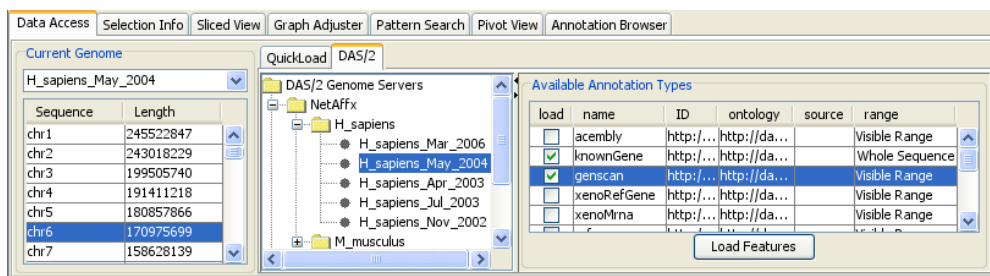 Data Access Selection Info Sliced View Graph Adjuster Pattern Search Pivot View Annotation Browser
Current Genome
H_sapiens_May_2004
Sequence Length
chr1 245522847
chr2 243018229
chr3 199505740
chr4 191411218
chr5 180857866
chr6 170975699
chr7 158628139
QuickLoad DAS/2
DAS/2 Genome Servers
NetAffx
H_sapiens
H_sapiens_Mar_2006
H_sapiens_May_2004
H_sapiens_Apr_2003
H_sapiens_Jul_2003
H_sapiens_Nov_2002
M_musculus
Available Annotation Types
load name ID ontology source range
acembly http:/... http://da... Visible Range
knownGene http:/... http://da... Whole Sequence
genscan http:/... http://da... Visible Range
xenoRefGene http:/... http://da... Visible Range
xenoMrna http:/... http://da... Visible Range
Load Features